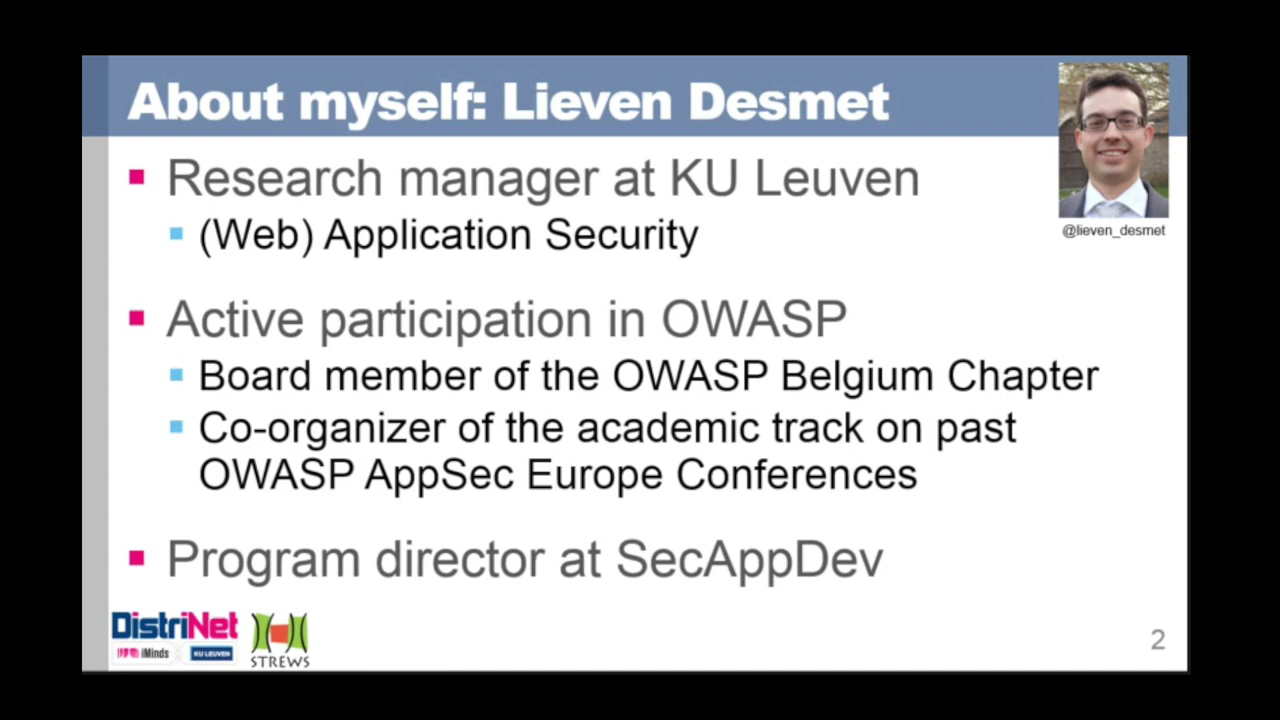 About myself: Lieven Desmet
@lieven_desmet
Research manager at KU Leuven
(Web) Application Security
Active participation in OWASP
Board member of the OWASP Belgium Chapter
Co-organizer of the academic track on past
OWASP AppSec Europe Conferences
Program director at SecAppDev
DistriNet
iMinds
KU LEUVEN
STREWS
2